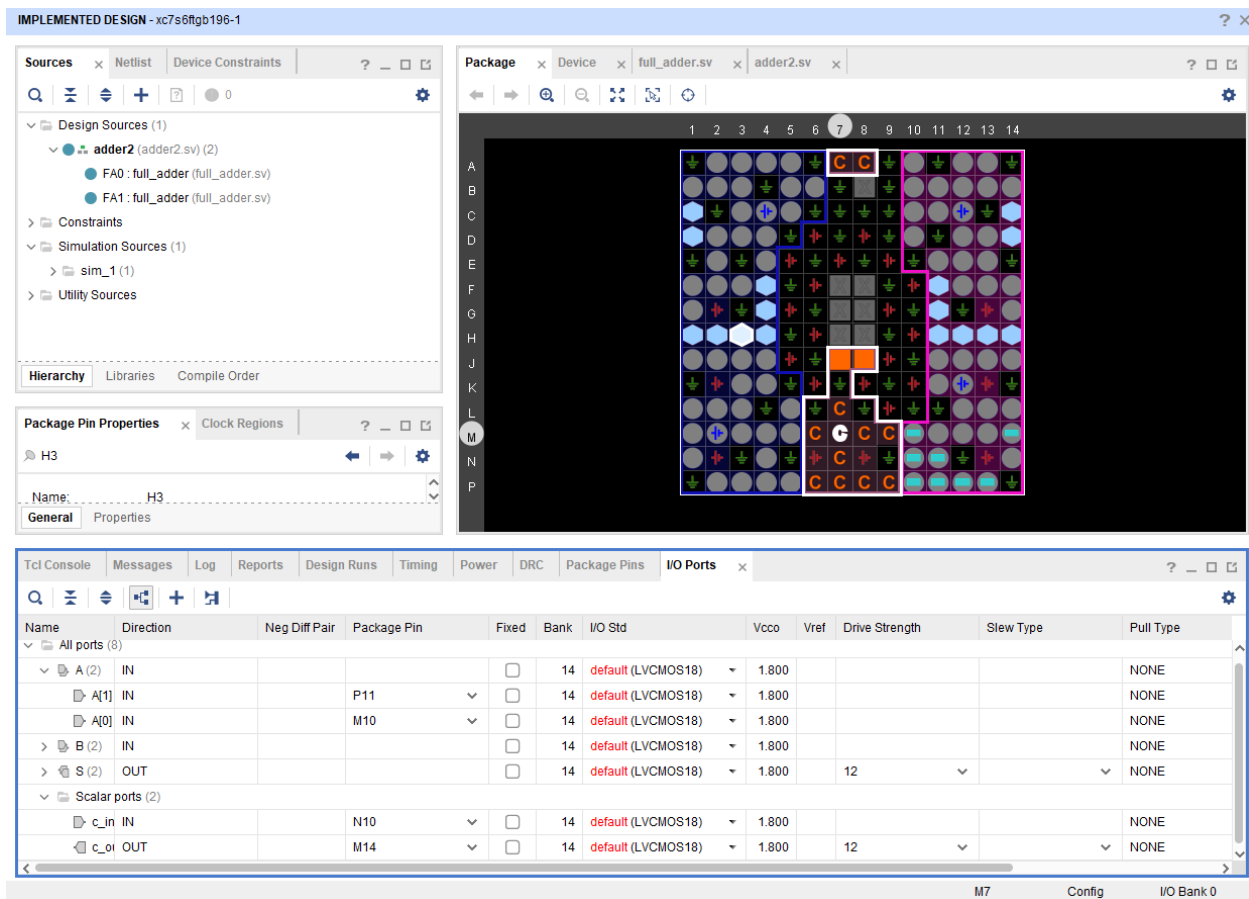 IMPLEMENTED DESIGN - xc7s6ftgb196-1
Sources Netlist Device Constraints
0
Design Sources (1)
adder2 (adder2.sv) (2)
FA0 : full_adder (full_adder.sv)
FA1 : full_adder (full_adder.sv)
Constraints
Simulation Sources (1)
sim_1 (1)
Utility Sources
Hierarchy Libraries Compile Order
Package Pin Properties Clock Regions
H3
Name: H3
General Properties
Package Device full_adder.sv adder2.sv
1 2 3 4 5 6 7 8 9 10 11 12 13 14
A C C
B
C
D
E
F
G
H
J
K
L C
M C C C C
N C
P C C C C
Tcl Console Messages Log Reports Design Runs Timing Power DRC Package Pins I/O Ports
Name Direction Neg Diff Pair Package Pin Fixed Bank I/O Std Vcco Vref Drive Strength Slew Type Pull Type
All ports (8)
A (2) IN 14 default (LVCMOS18) 1.800 NONE
A[1] IN P11 14 default (LVCMOS18) 1.800 NONE
A[0] IN M10 14 default (LVCMOS18) 1.800 NONE
B (2) IN 14 default (LVCMOS18) 1.800 NONE
S (2) OUT 14 default (LVCMOS18) 1.800 12 NONE
Scalar ports (2)
c_in IN N10 14 default (LVCMOS18) 1.800 NONE
c_o OUT M14 14 default (LVCMOS18) 1.800 12 NONE
M7 Config I/O Bank 0